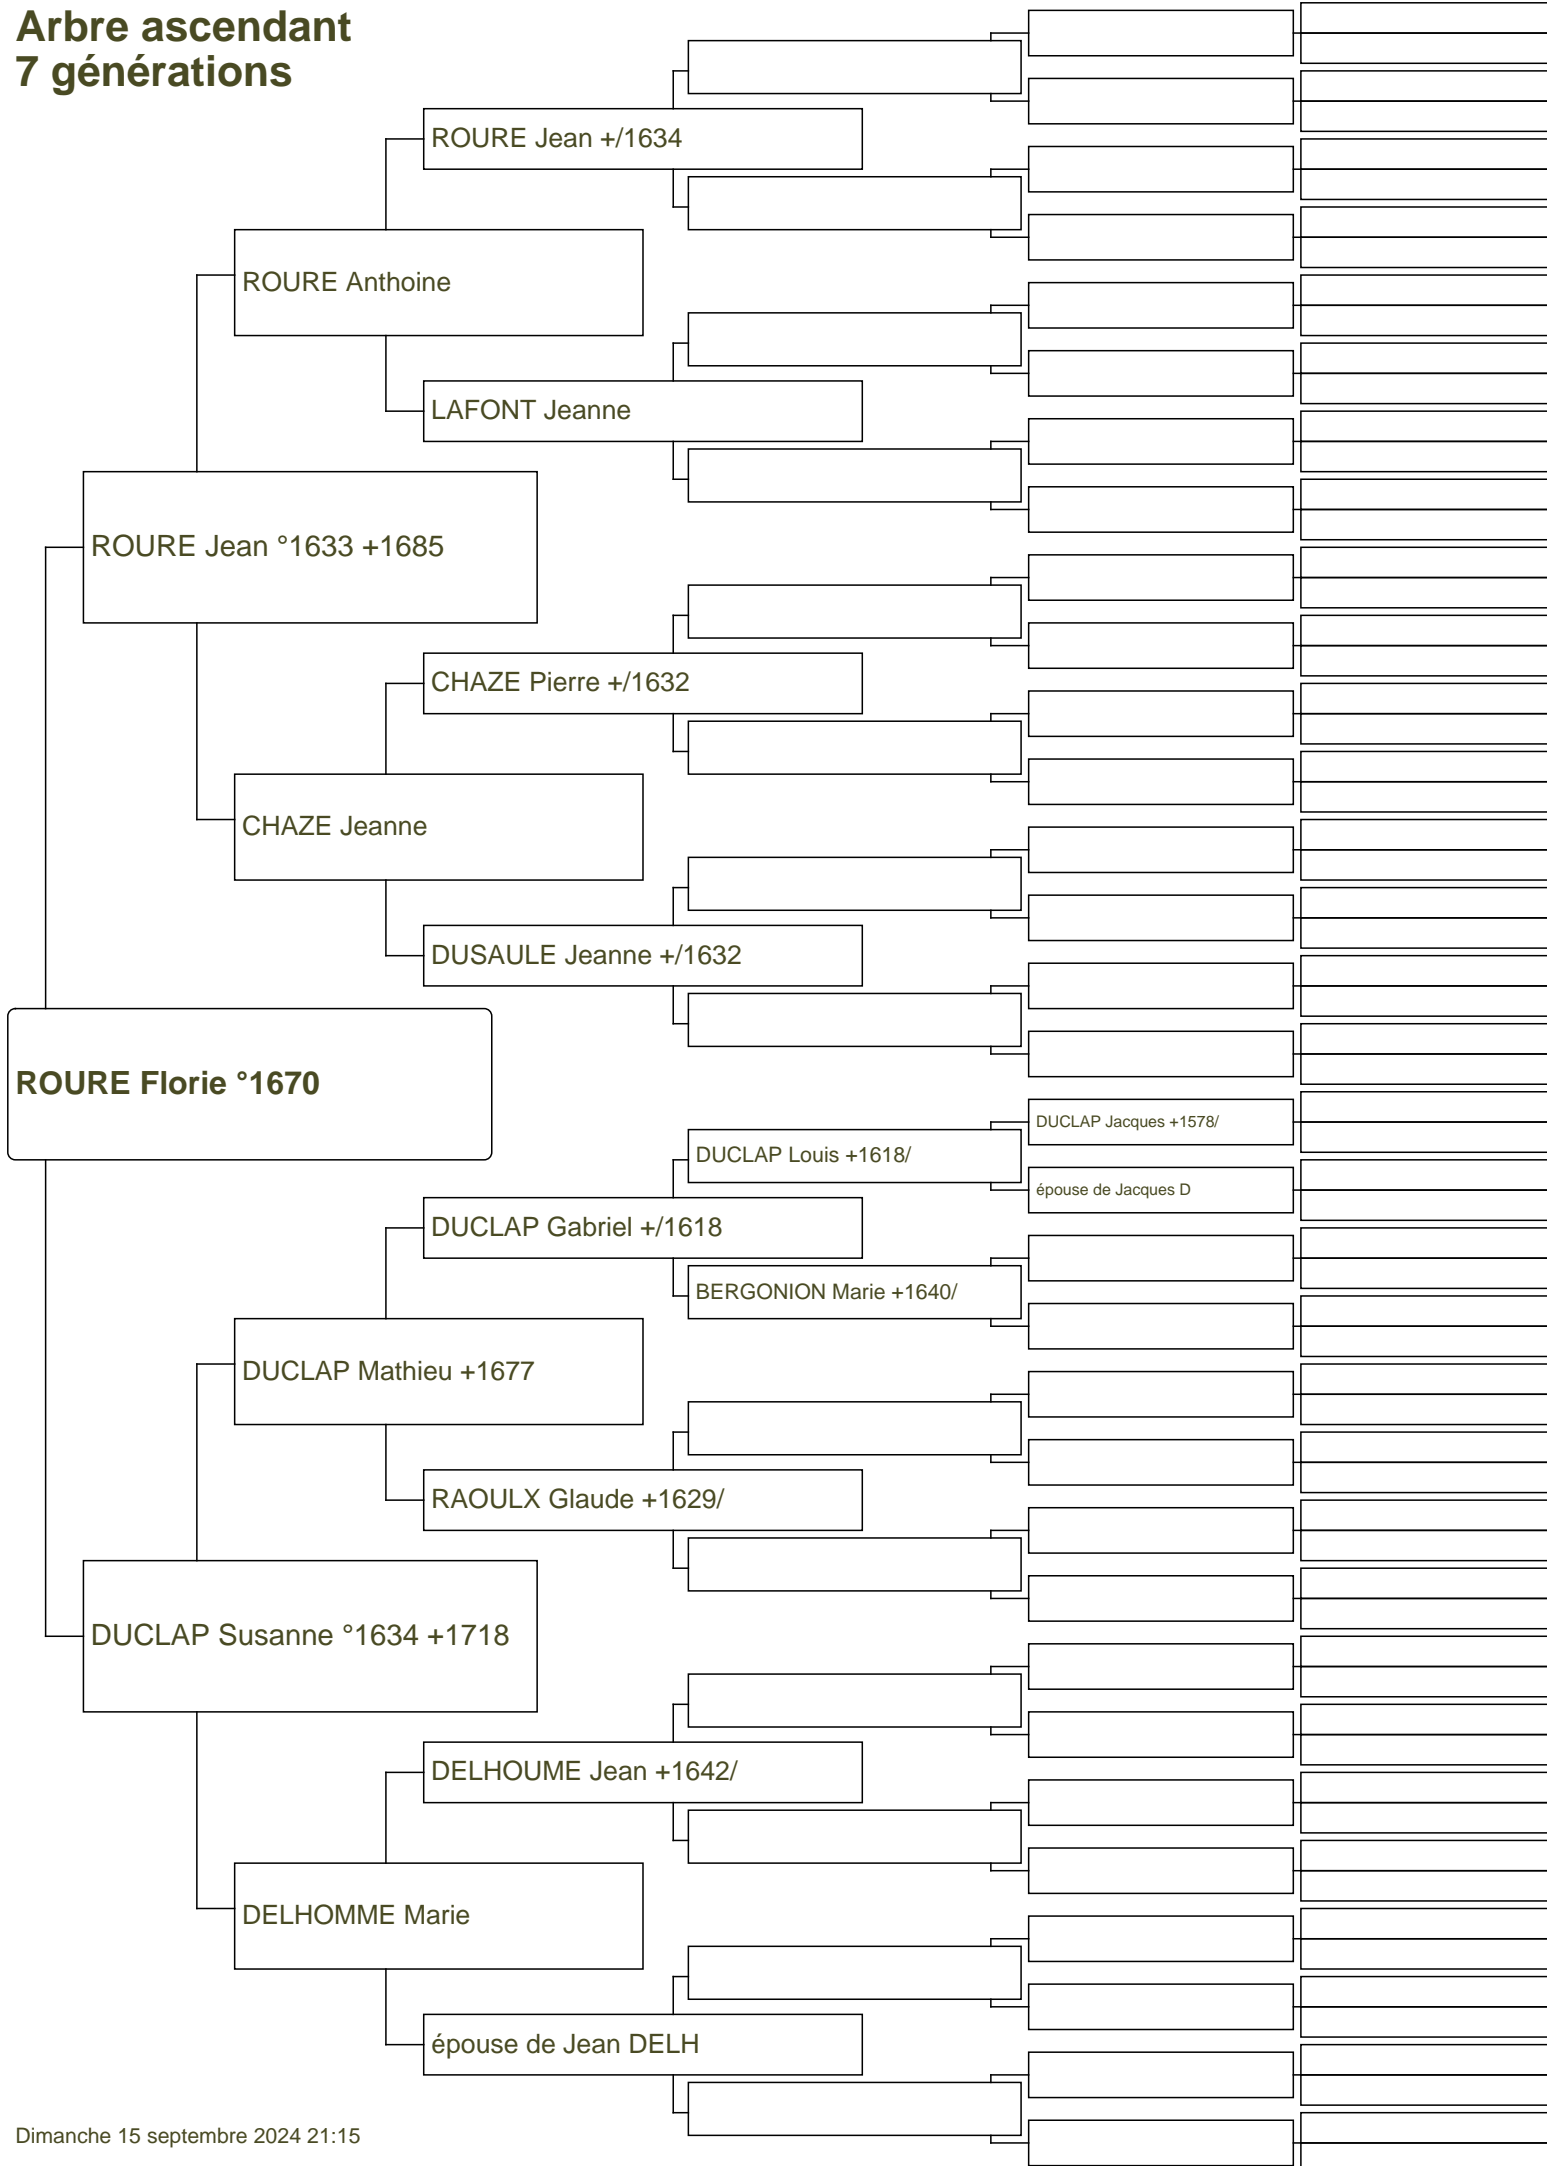 Arbre ascendant
7 générations
ROURE Jean +/1634
ROURE Anthoine
LAFONT Jeanne
ROURE Jean °1633 +1685
CHAZE Pierre +/1632
CHAZE Jeanne
DUSAULE Jeanne +/1632
ROURE Florie °1670
DUCLAP Jacques +1578/
DUCLAP Louis +1618/
épouse de Jacques D
DUCLAP Gabriel +/1618
BERGONION Marie +1640/
DUCLAP Mathieu +1677
RAOULX Glaude +1629/
DUCLAP Susanne °1634 +1718
DELHOUME Jean +1642/
DELHOMME Marie
épouse de Jean DELH
Dimanche 15 septembre 2024 21:15